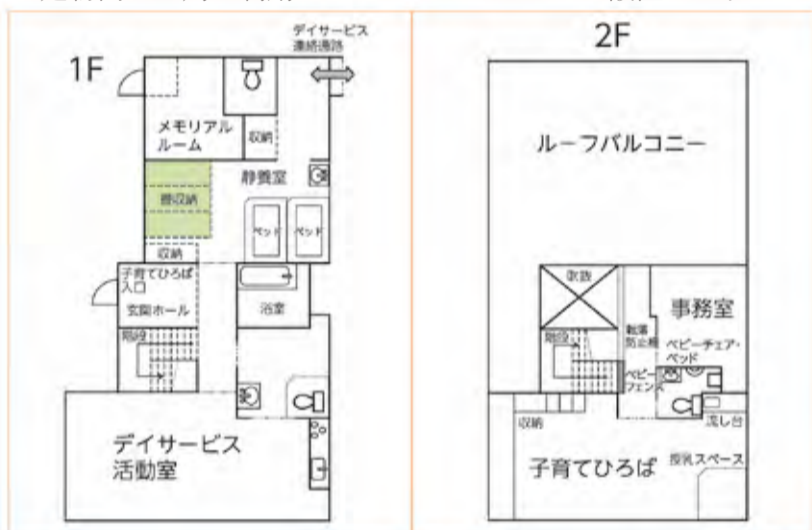 デイサービス
連絡通路
1F
メモリアル
ルーム
収納
静養室
棚収納
ベッド
ベッド
収納
子育てひろば
入口
玄関ホール
浴室
階段
デイサービス
活動室
2F
ルーフバルコニー
吹抜
事務室
転落
防止柵
階段
ベビーチェア・
ベッド
ベビー
フェンス
収納
流し台
子育てひろば
授乳スペース